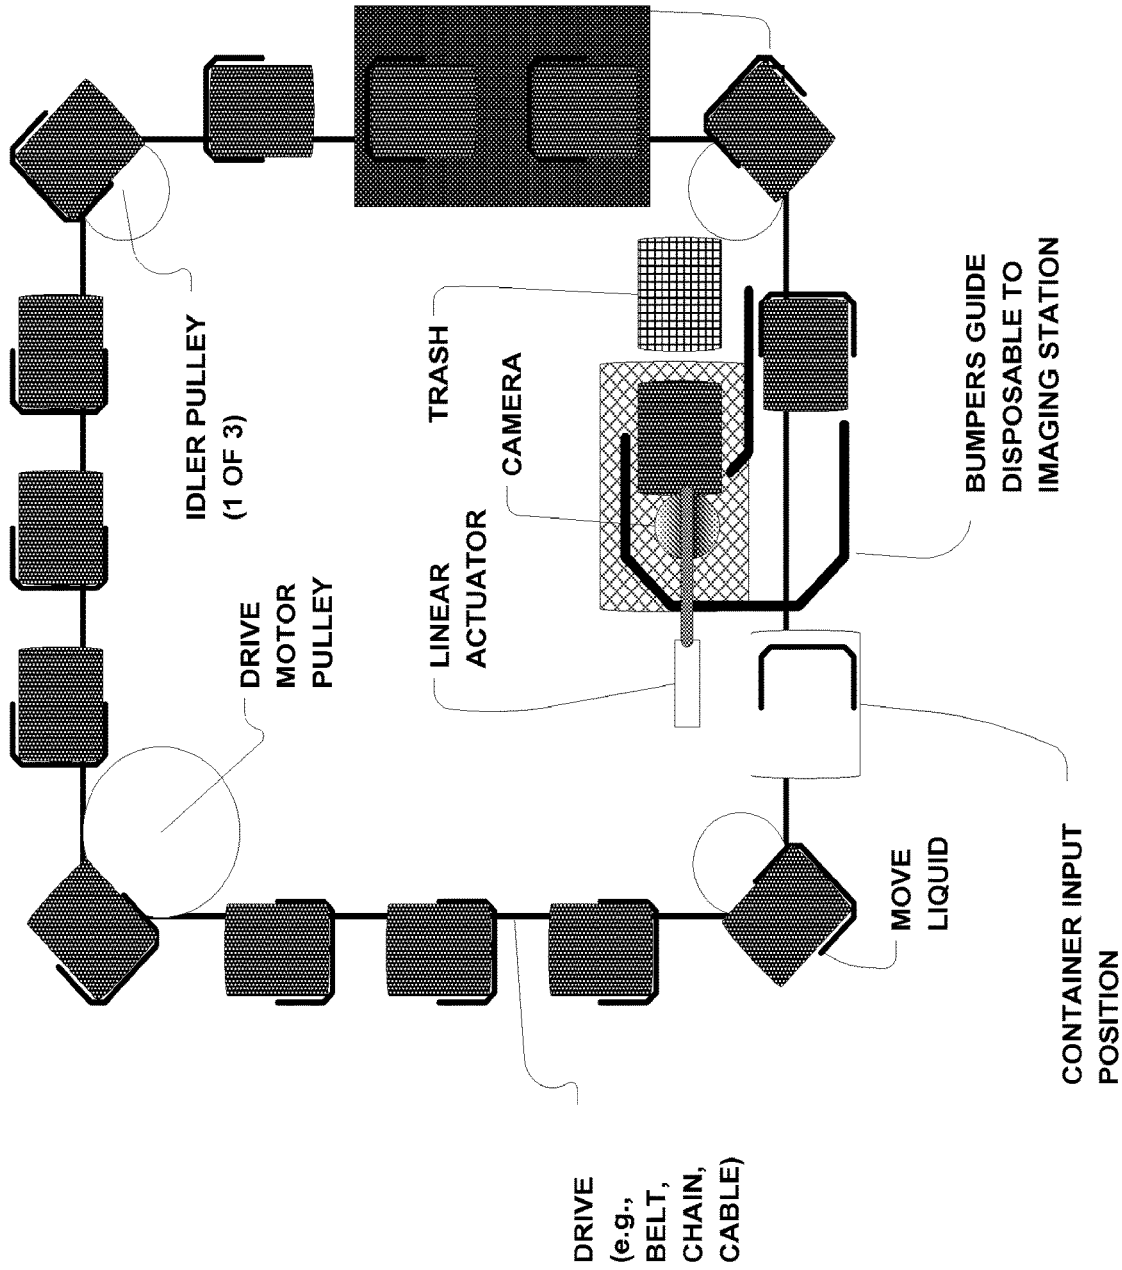 DRIVE
(e.g.,
BELT,
CHAIN,
CABLE)
DRIVE
MOTOR
PULLEY
IDLER PULLEY
(1 OF 3)
LINEAR
ACTUATOR
CAMERA
TRASH
MOVE
LIQUID
CONTAINER INPUT
POSITION
BUMPERS GUIDE
DISPOSABLE TO
IMAGING STATION